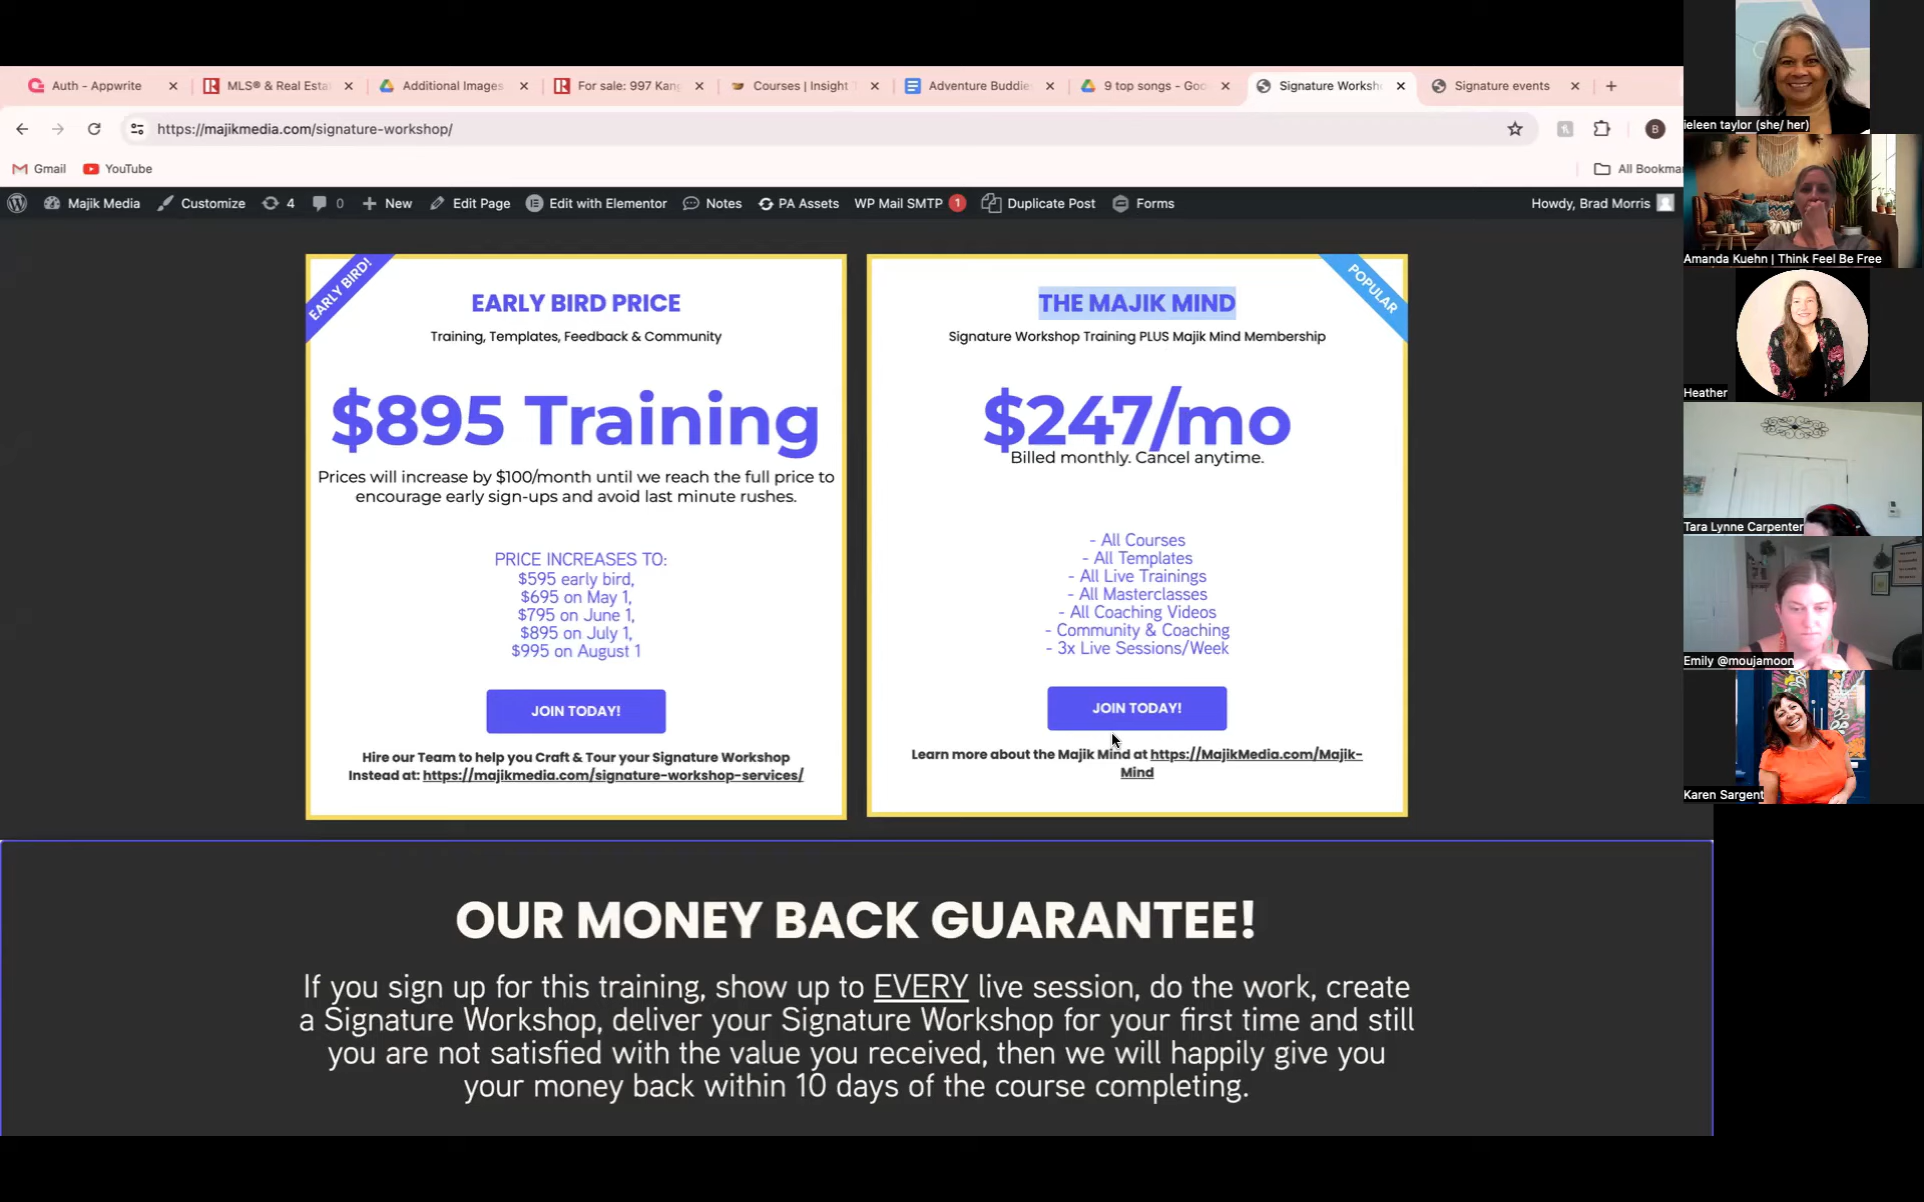 Auth - Appwrite
MLS® & Real Esta
Additional Images
For sale: 997 Kang
Courses | Insight T
Adventure Buddie
9 top songs - Goo
Signature Worksh
Signature events
https://majikmedia.com/signature-workshop/
B
Gmail
YouTube
All Bookma
Majik Media
Customize
4
0
New
Edit Page
Edit with Elementor
Notes
PA Assets
WP Mail SMTP 1
Duplicate Post
Forms
Howdy, Brad Morris
EARLY BIRD!
EARLY BIRD PRICE
Training, Templates, Feedback & Community
$895 Training
Prices will increase by $100/month until we reach the full price to
encourage early sign-ups and avoid last minute rushes.
PRICE INCREASES TO:
$595 early bird,
$695 on May 1,
$795 on June 1,
$895 on July 1,
$995 on August 1
JOIN TODAY!
Hire our Team to help you Craft & Tour your Signature Workshop
Instead at: https://majikmedia.com/signature-workshop-services/
POPULAR
THE MAJIK MIND
Signature Workshop Training PLUS Majik Mind Membership
$247/mo
Billed monthly. Cancel anytime.
- All Courses
- All Templates
- All Live Trainings
- All Masterclasses
- All Coaching Videos
- Community & Coaching
- 3x Live Sessions/Week
JOIN TODAY!
Learn more about the Majik Mind at https://MajikMedia.com/Majik-
Mind
OUR MONEY BACK GUARANTEE!
If you sign up for this training, show up to EVERY live session, do the work, create
a Signature Workshop, deliver your Signature Workshop for your first time and still
you are not satisfied with the value you received, then we will happily give you
your money back within 10 days of the course completing.
ieleen taylor (she/ her)
Amanda Kuehn | Think Feel Be Free
Heather
Tara Lynne Carpenter
Emily @moujamoon
Karen Sargent